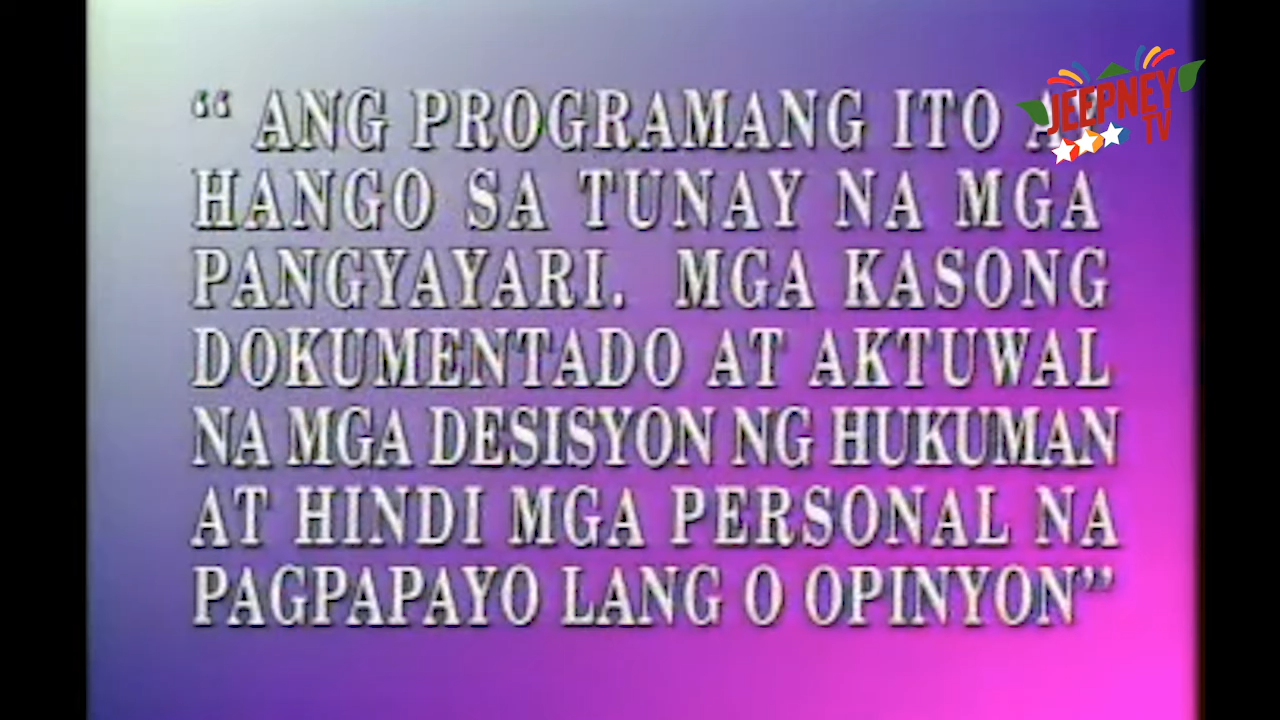 “ ANG PROGRAMANG ITO
HANGO SA TUNAY NA MGA
PANGYAYARI. MGA KASONG
DOKUMENTADO AT AKTUWAL
NA MGA DESISYON NG HUKUMAN
AT HINDI MGA PERSONAL NA
PAGPAPAYO LANG O OPINYON”
JEEPNEY
TV